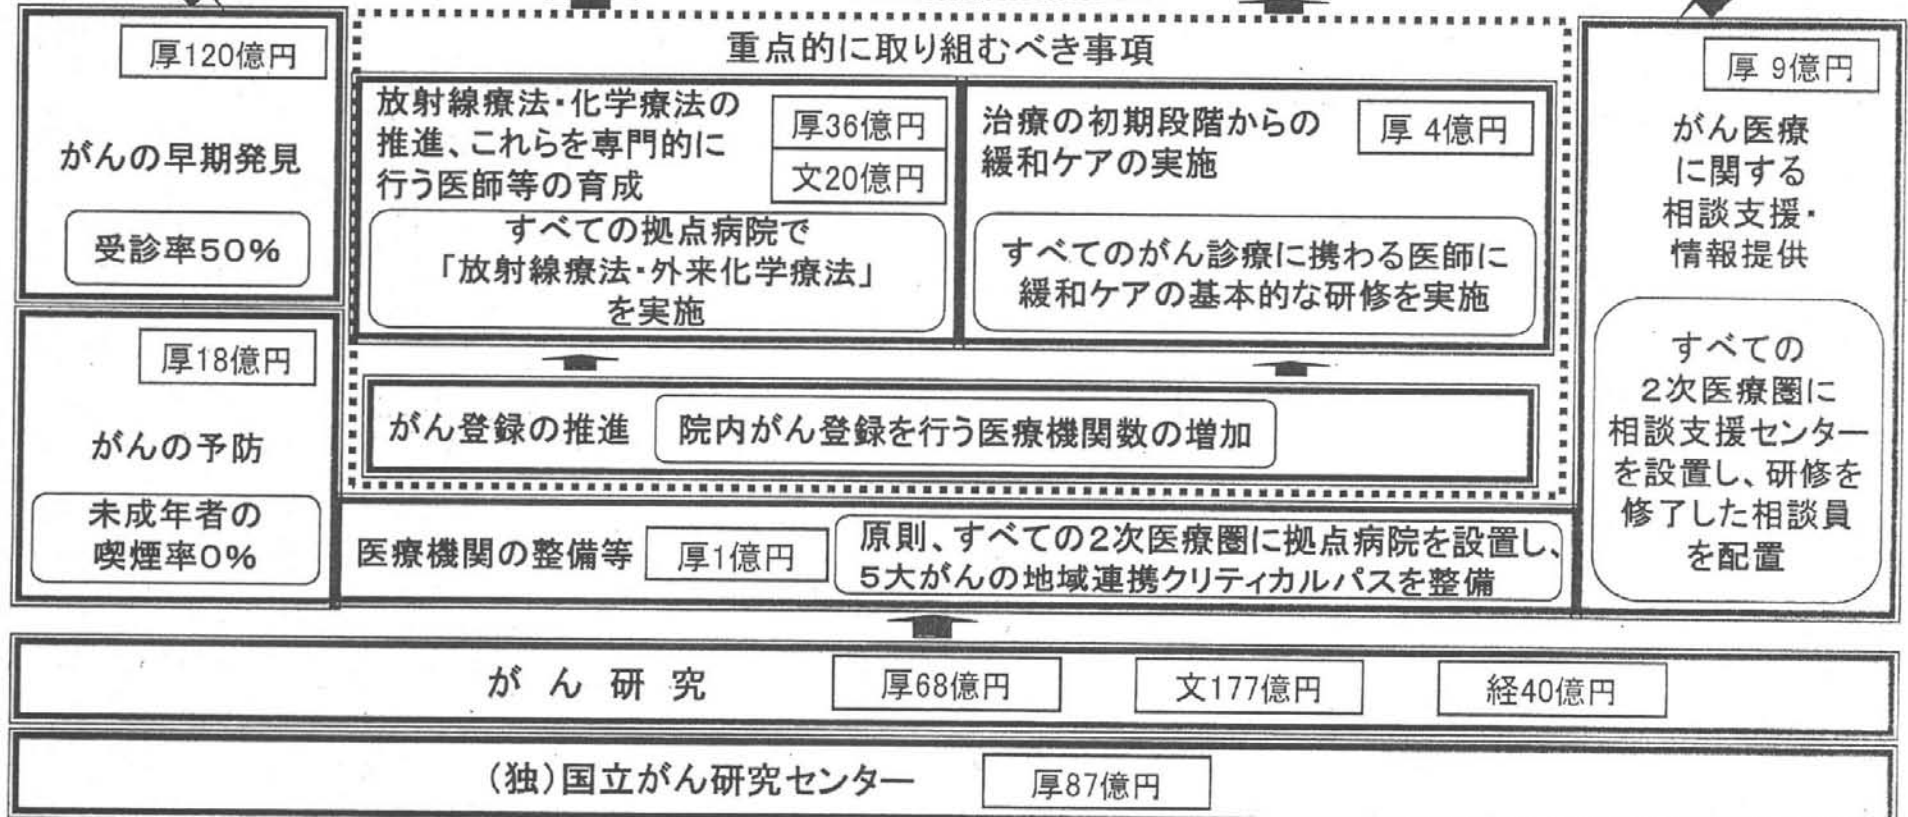 厚120億円
がんの早期発見
受診率50%
厚18億円
がんの予防
未成年者の
喫煙率0%
重点的に取り組むべき事項
放射線療法・化学療法の
推進、これらを専門的に
行う医師等の育成
厚36億円
文20億円
すべての拠点病院で
「放射線療法・外来化学療法」
を実施
治療の初期段階からの
緩和ケアの実施
厚 4億円
すべてのがん診療に携わる医師に
緩和ケアの基本的な研修を実施
がん登録の推進
院内がん登録を行う医療機関数の増加
医療機関の整備等
厚1億円
原則、すべての2次医療圏に拠点病院を設置し、
5大がんの地域連携クリティカルパスを整備
厚 9億円
がん医療
に関する
相談支援・
情報提供
すべての
2次医療圏に
相談支援センター
を設置し、研修を
修了した相談員
を配置
がん研究
厚68億円
文177億円
経40億円
(独)国立がん研究センター
厚87億円